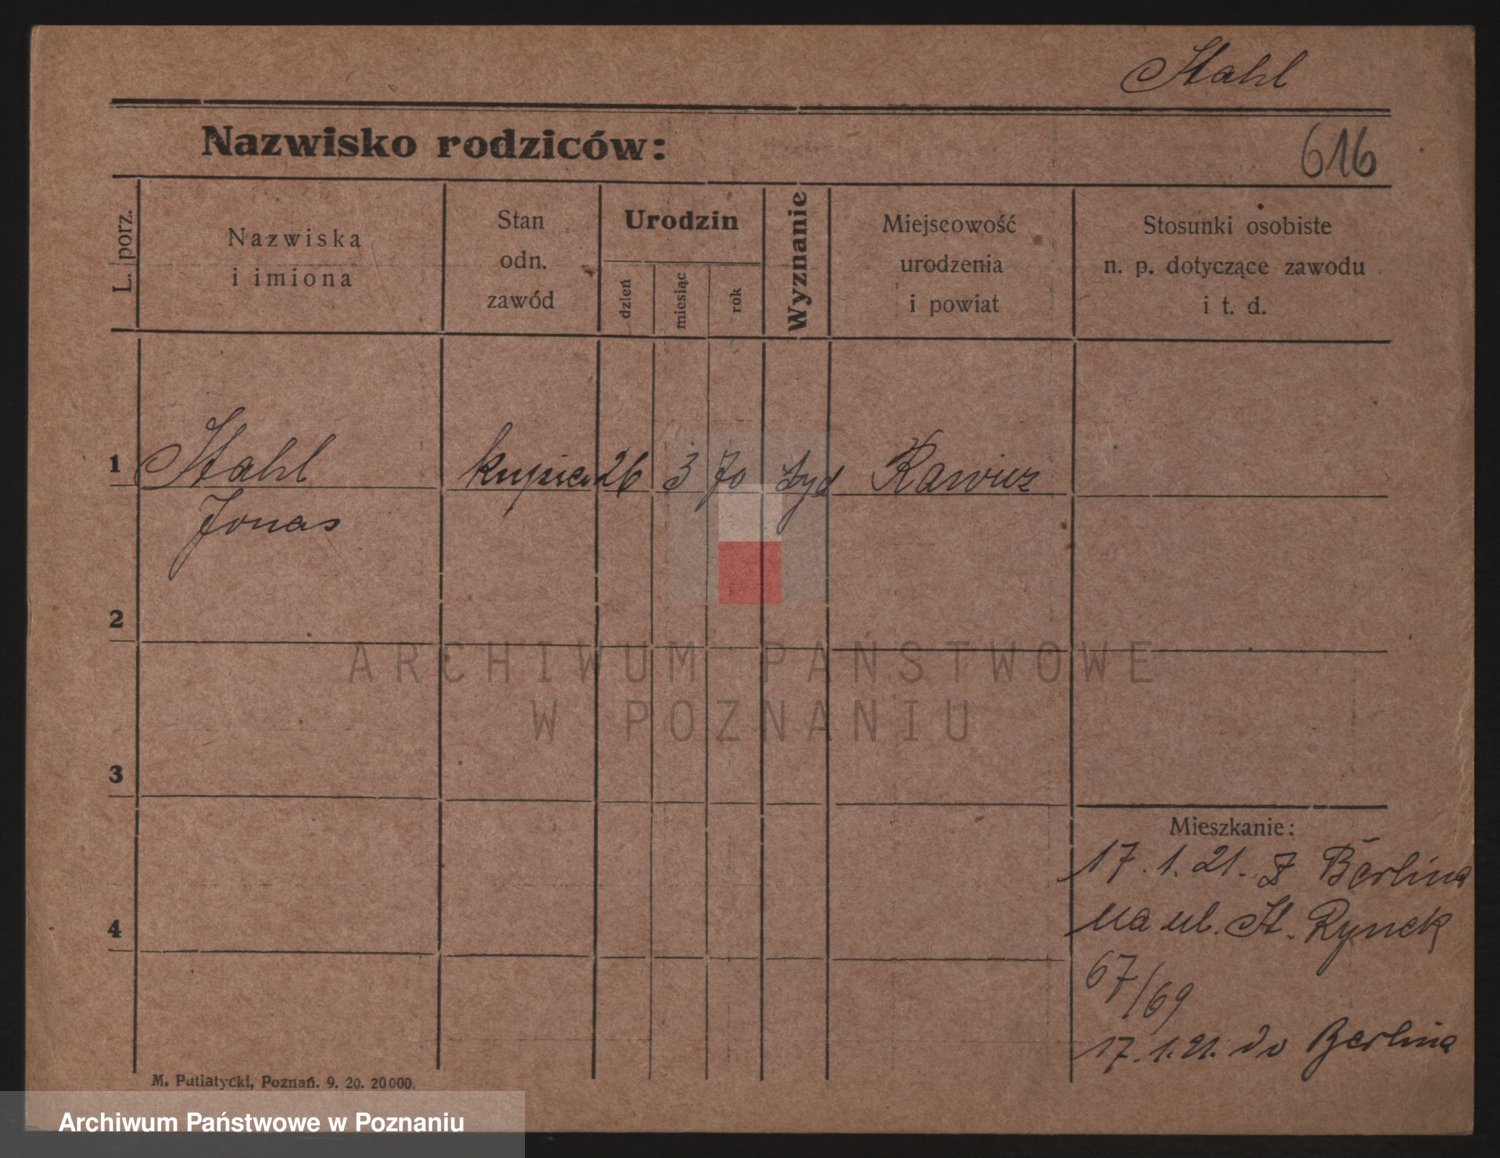 Stahl
Nazwisko rodziców:
616
L. porz.
Nazwiska
i imiona
Stan
odn.
zawód
Urodzin
dzień
miesiąc
rok
Wyznanie
Miejscowość
urodzenia
i powiat
Stosunki osobiste
n. p. dotyczące zawodu
i t. d.
1 Stahl kupiec 26 3 70 żyd Rawicz
Jonas
2
3
4
ARCHIWUM PAŃSTWOWE
W POZNANIU
Mieszkanie:
17. 1. 21. z Berlina
na ul. St. Rynek
67/69
17. 1. 21. do Berlina
M. Putiatycki, Poznań. 9. 20. 20000.
Archiwum Państwowe w Poznaniu